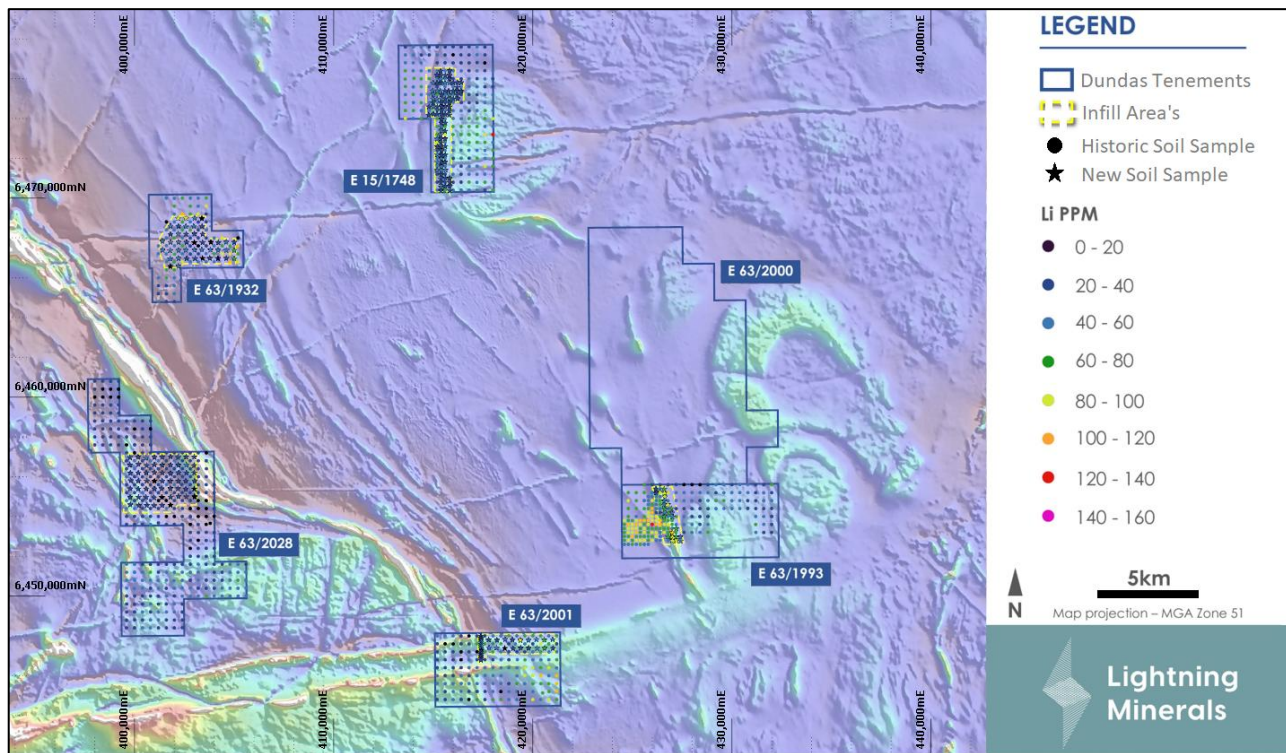 400,000mE
410,000mE
420,000mE
430,000mE
440,000mE
6,470,000mN
6,460,000mN
6,450,000mN
E 15/1748
E 63/1932
E 63/2000
E 63/2028
E 63/1993
E 63/2001
400,000mE
410,000mE
420,000mE
430,000mE
440,000mE
LEGEND
Dundas Tenements
Infill Area's
Historic Soil Sample
New Soil Sample
Li PPM
0 - 20
20 - 40
40 - 60
60 - 80
80 - 100
100 - 120
120 - 140
140 - 160
N
5km
Map projection – MGA Zone 51
Lightning
Minerals